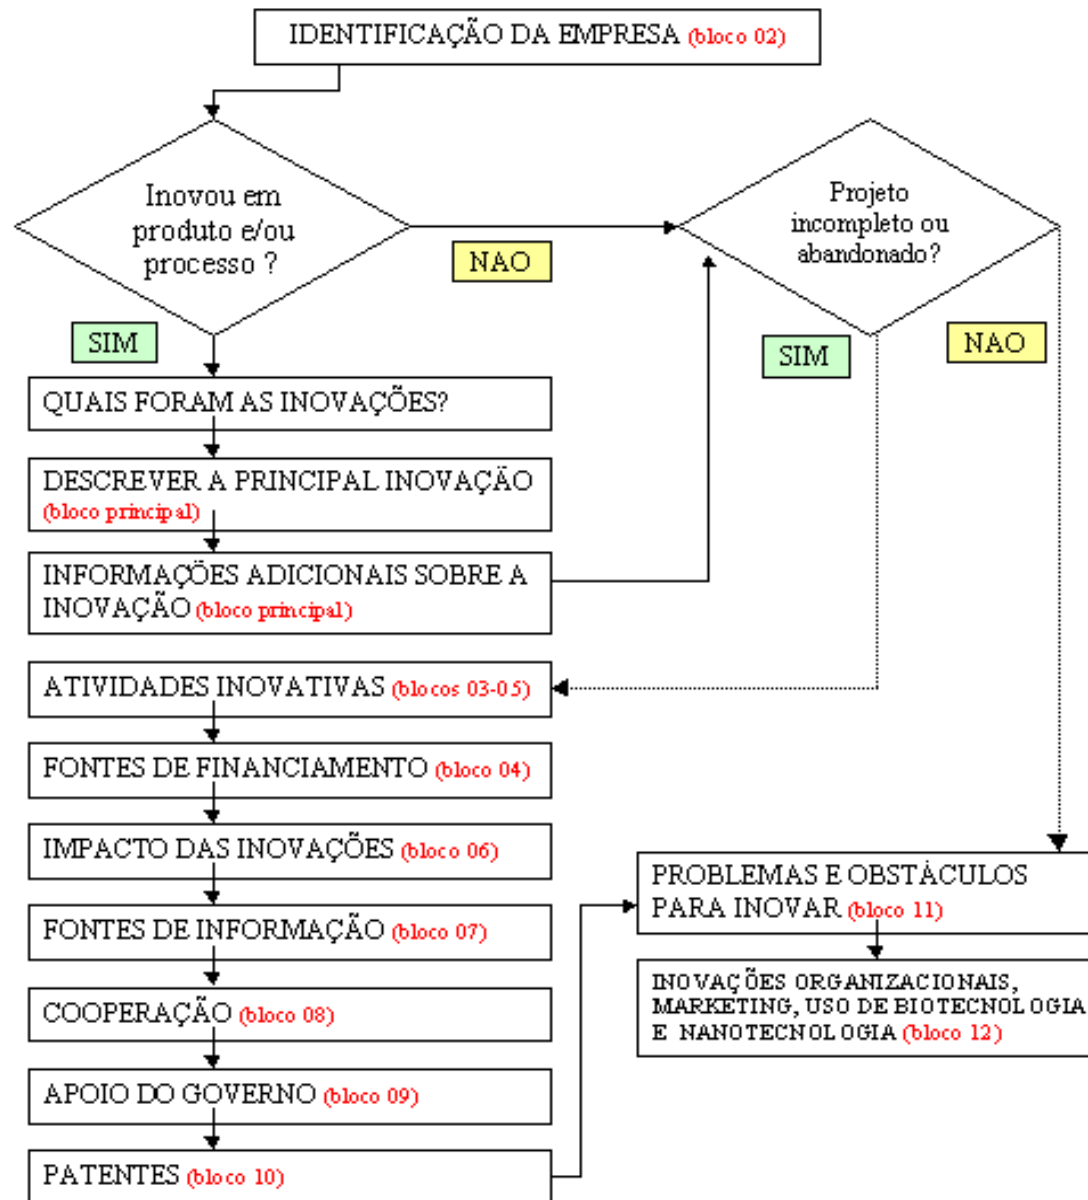 IDENTIFICAÇÃO DA EMPRESA (bloco 02)
Inovou em
produto e/ou
processo ?
Projeto
incompleto ou
abandonado?
NAO
SIM
SIM
NAO
QUAIS FORAM AS INOVAÇÕES?
DESCREVER A PRINCIPAL INOVAÇÃO
(bloco principal)
INFORMAÇÕES ADICIONAIS SOBRE A
INOVAÇÃO (bloco principal)
ATIVIDADES INOVATIVAS (blocos 03-05)
FONTES DE FINANCIAMENTO (bloco 04)
IMPACTO DAS INOVAÇÕES (bloco 06)
FONTES DE INFORMAÇÃO (bloco 07)
COOPERAÇÃO (bloco 08)
APOIO DO GOVERNO (bloco 09)
PATENTES (bloco 10)
PROBLEMAS E OBSTÁCULOS
PARA INOVAR (bloco 11)
INOVAÇÕES ORGANIZACIONAIS,
MARKETING, USO DE BIOTECNOLOGIA
E NANOTECNOLOGIA (bloco 12)